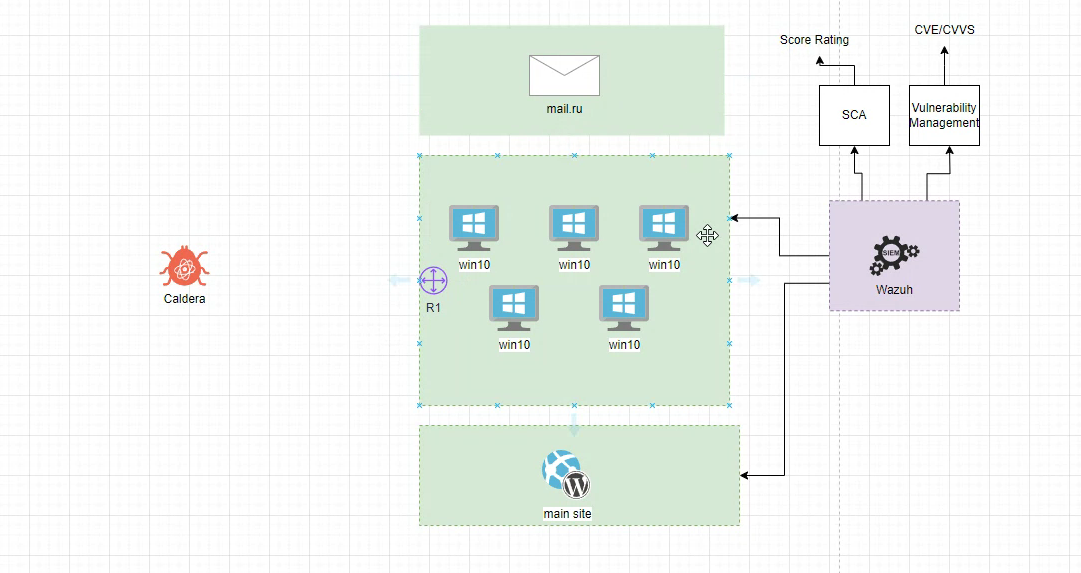 Score Rating
CVE/CVVS
mail.ru
SCA
Vulnerability
Management
win10
win10
win10
SIEM
Wazuh
Caldera
R1
win10
win10
W
main site